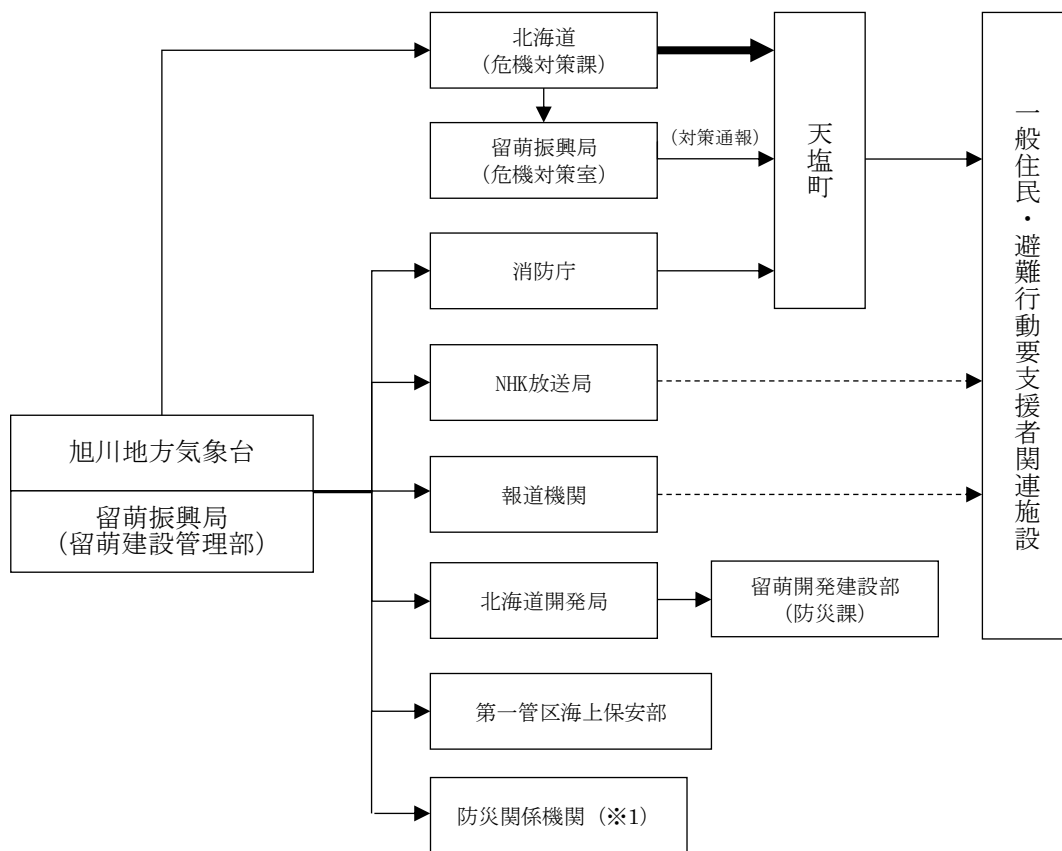 北海道
(危機対策課)
留萌振興局
(危機対策室)
(対策通報)
天塩町
一般住民・避難行動要支援者関連施設
消防庁
NHK放送局
旭川地方気象台
留萌振興局
(留萌建設管理部)
報道機関
北海道開発局
留萌開発建設部
(防災課)
第一管区海上保安部
防災関係機関(※1)